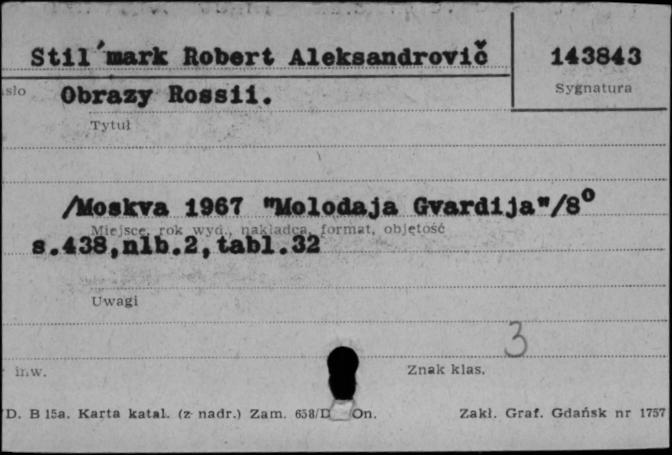 Stil´mark Robert Aleksandrovič 143843
Sygnatura
Obrazy Rossii.
Tytuł
/Moskva 1967 "Molodaja Gvardija"/8°
Miejsce, rok wyd., nakładca, format, objętość
s.438,nlb.2,tabl.32
Uwagi
3
inw.
Znak klas.
D. B 15a. Karta katal. (z nadr.) Zam. 658/D On. Zakł. Graf. Gdańsk nr 1757